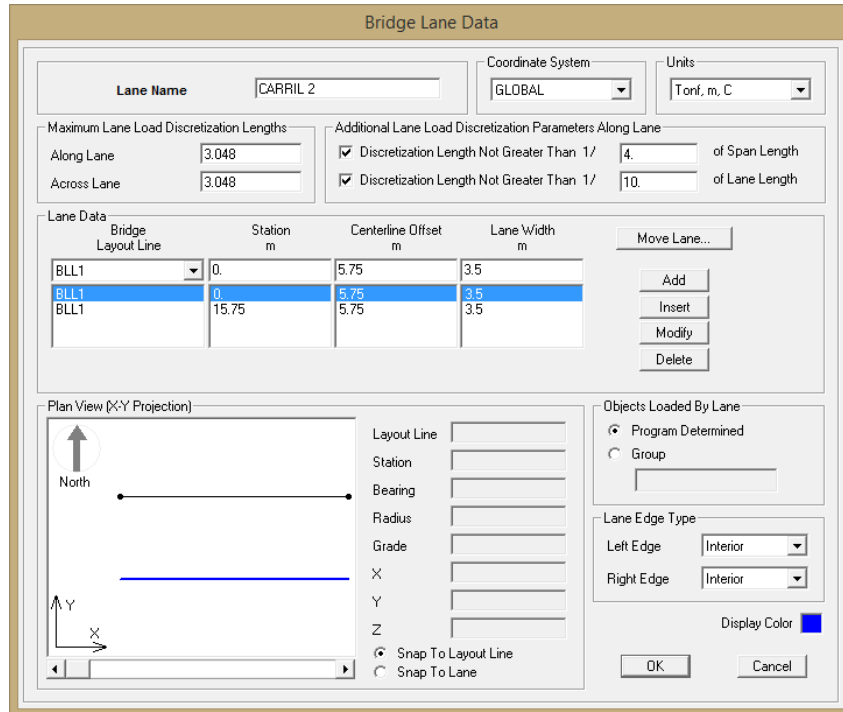 Bridge Lane Data
Lane Name CARRIL 2
Coordinate System
GLOBAL
Units
Tonf, m, C
Maximum Lane Load Discretization Lengths
Along Lane 3.048
Across Lane 3.048
Additional Lane Load Discretization Parameters Along Lane
Discretization Length Not Greater Than 1/ 4. of Span Length
Discretization Length Not Greater Than 1/ 10. of Lane Length
Lane Data
Bridge Layout Line Station m Centerline Offset m Lane Width m
BLL1 0. 5.75 3.5
BLL1 0. 5.75 3.5
BLL1 15.75 5.75 3.5
Move Lane...
Add
Insert
Modify
Delete
Plan View (X-Y Projection)
North
Y
X
Layout Line
Station
Bearing
Radius
Grade
X
Y
Z
Snap To Layout Line
Snap To Lane
Objects Loaded By Lane
Program Determined
Group
Lane Edge Type
Left Edge Interior
Right Edge Interior
Display Color
OK Cancel